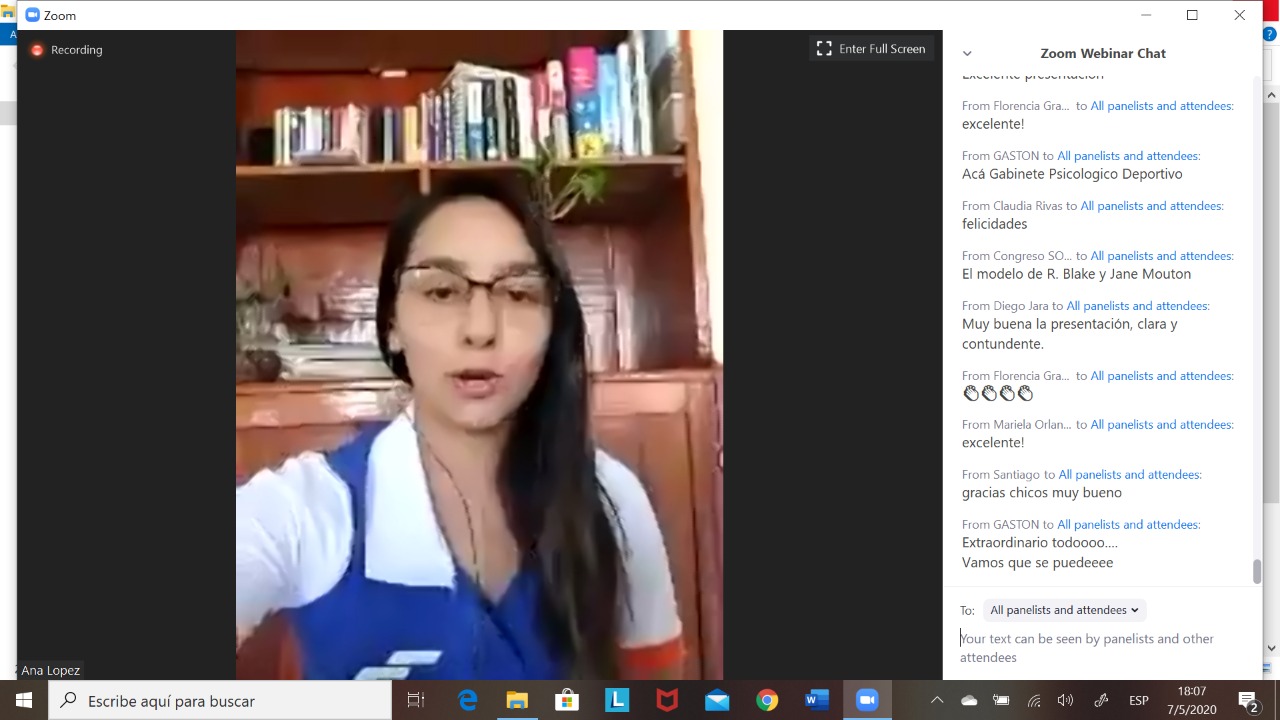 Zoom
Recording
Enter Full Screen
Ana Lopez
Zoom Webinar Chat
Excelente presentación
From Florencia Gra... to All panelists and attendees:
excelente!
From GASTON to All panelists and attendees:
Acá Gabinete Psicologico Deportivo
From Claudia Rivas to All panelists and attendees:
felicidades
From Congreso SO... to All panelists and attendees:
El modelo de R. Blake y Jane Mouton
From Diego Jara to All panelists and attendees:
Muy buena la presentación, clara y
contundente.
From Florencia Gra... to All panelists and attendees:
👏👏👏👏
From Mariela Orlan... to All panelists and attendees:
excelente!
From Santiago to All panelists and attendees:
gracias chicos muy bueno
From GASTON to All panelists and attendees:
Extraordinario todoooo....
Vamos que se puedeeee
To: All panelists and attendees
Your text can be seen by panelists and other
attendees
Escribe aquí para buscar
ESP
18:07
7/5/2020
2